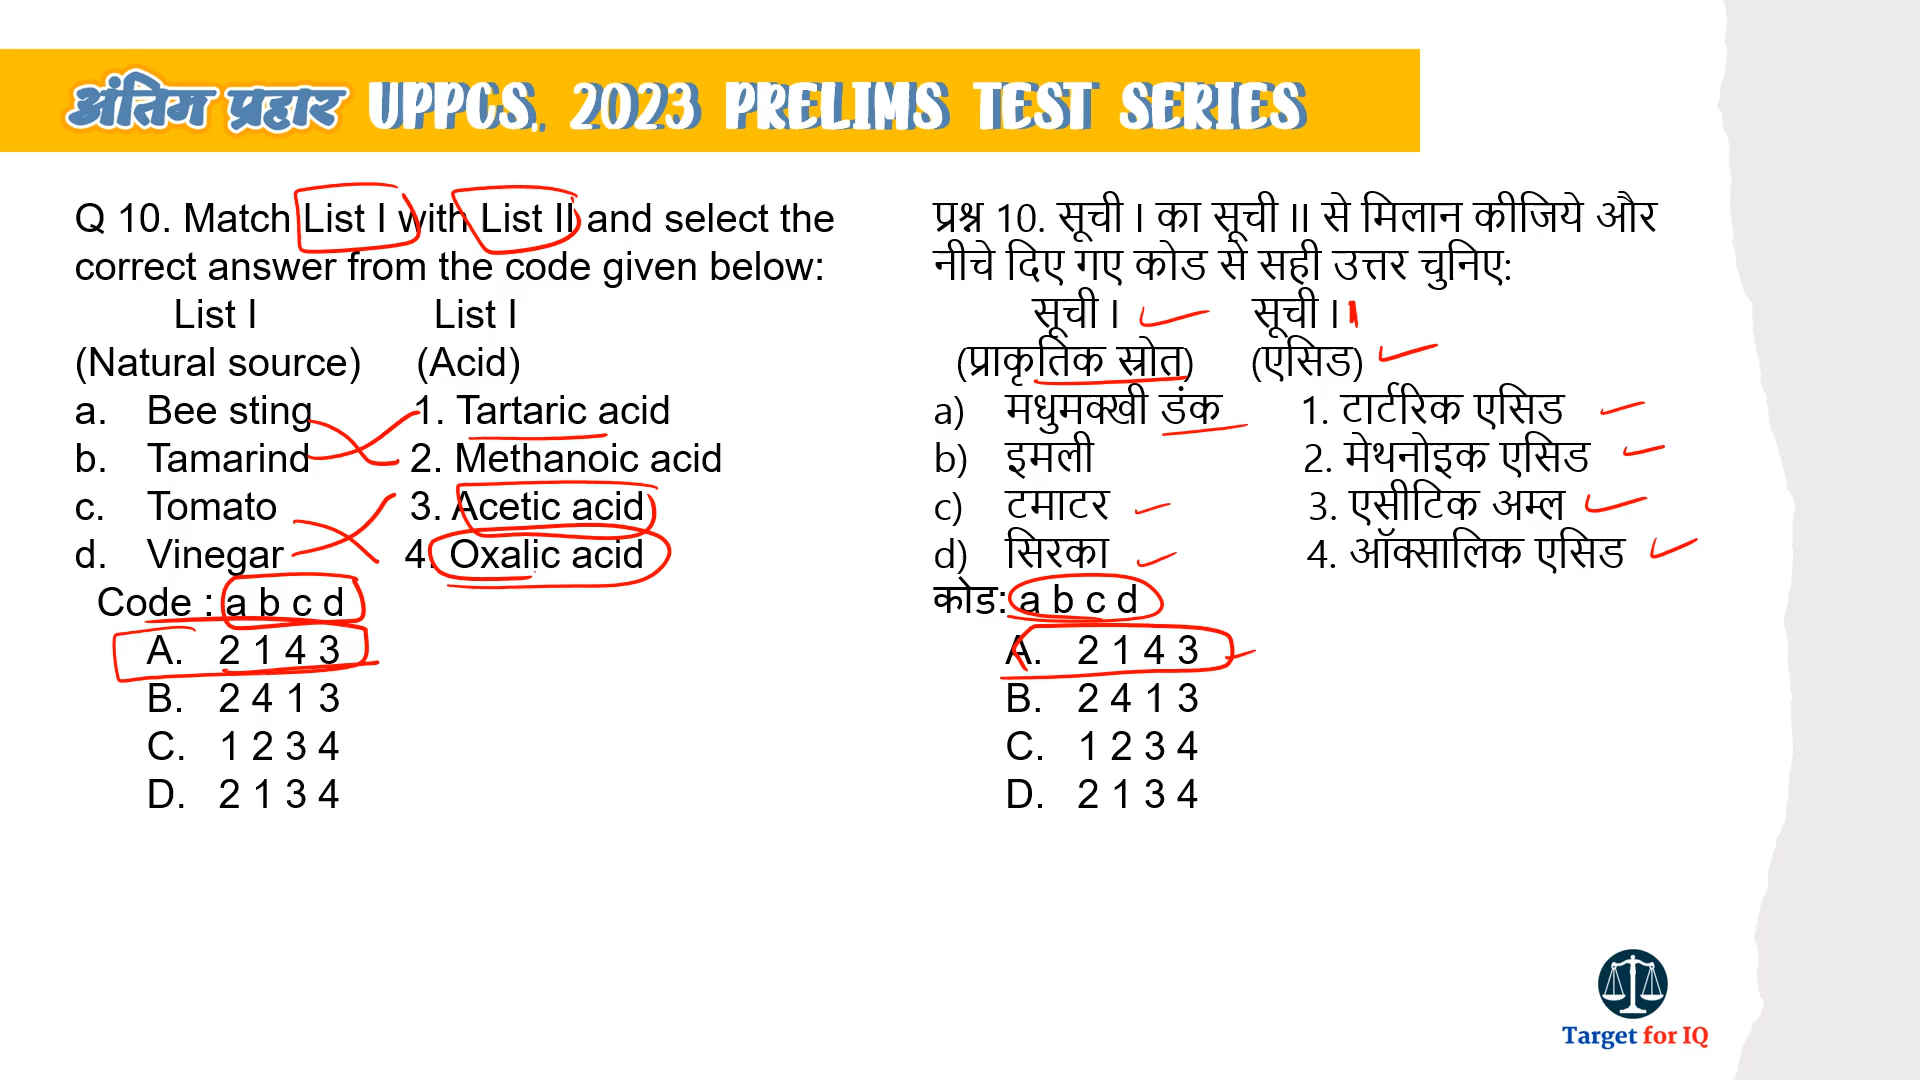 अंतिम प्रहार UPPCS, 2023 PRELIMS TEST SERIES
Q 10. Match List I with List II and select the
correct answer from the code given below:
List I List I
(Natural source) (Acid)
a. Bee sting 1. Tartaric acid
b. Tamarind 2. Methanoic acid
c. Tomato 3. Acetic acid
d. Vinegar 4. Oxalic acid
Code : a b c d
A. 2 1 4 3
B. 2 4 1 3
C. 1 2 3 4
D. 2 1 3 4
प्रश्न 10. सूची I का सूची II से मिलान कीजिये और
नीचे दिए गए कोड से सही उत्तर चुनिए:
सूची I सूची II
(प्राकृतिक स्रोत) (एसिड)
a) मधुमक्खी डंक 1. टार्टरिक एसिड
b) इमली 2. मेथनोइक एसिड
c) टमाटर 3. एसीटिक अम्ल
d) सिरका 4. ऑक्सालिक एसिड
कोड: a b c d
A. 2 1 4 3
B. 2 4 1 3
C. 1 2 3 4
D. 2 1 3 4
Target for IQ